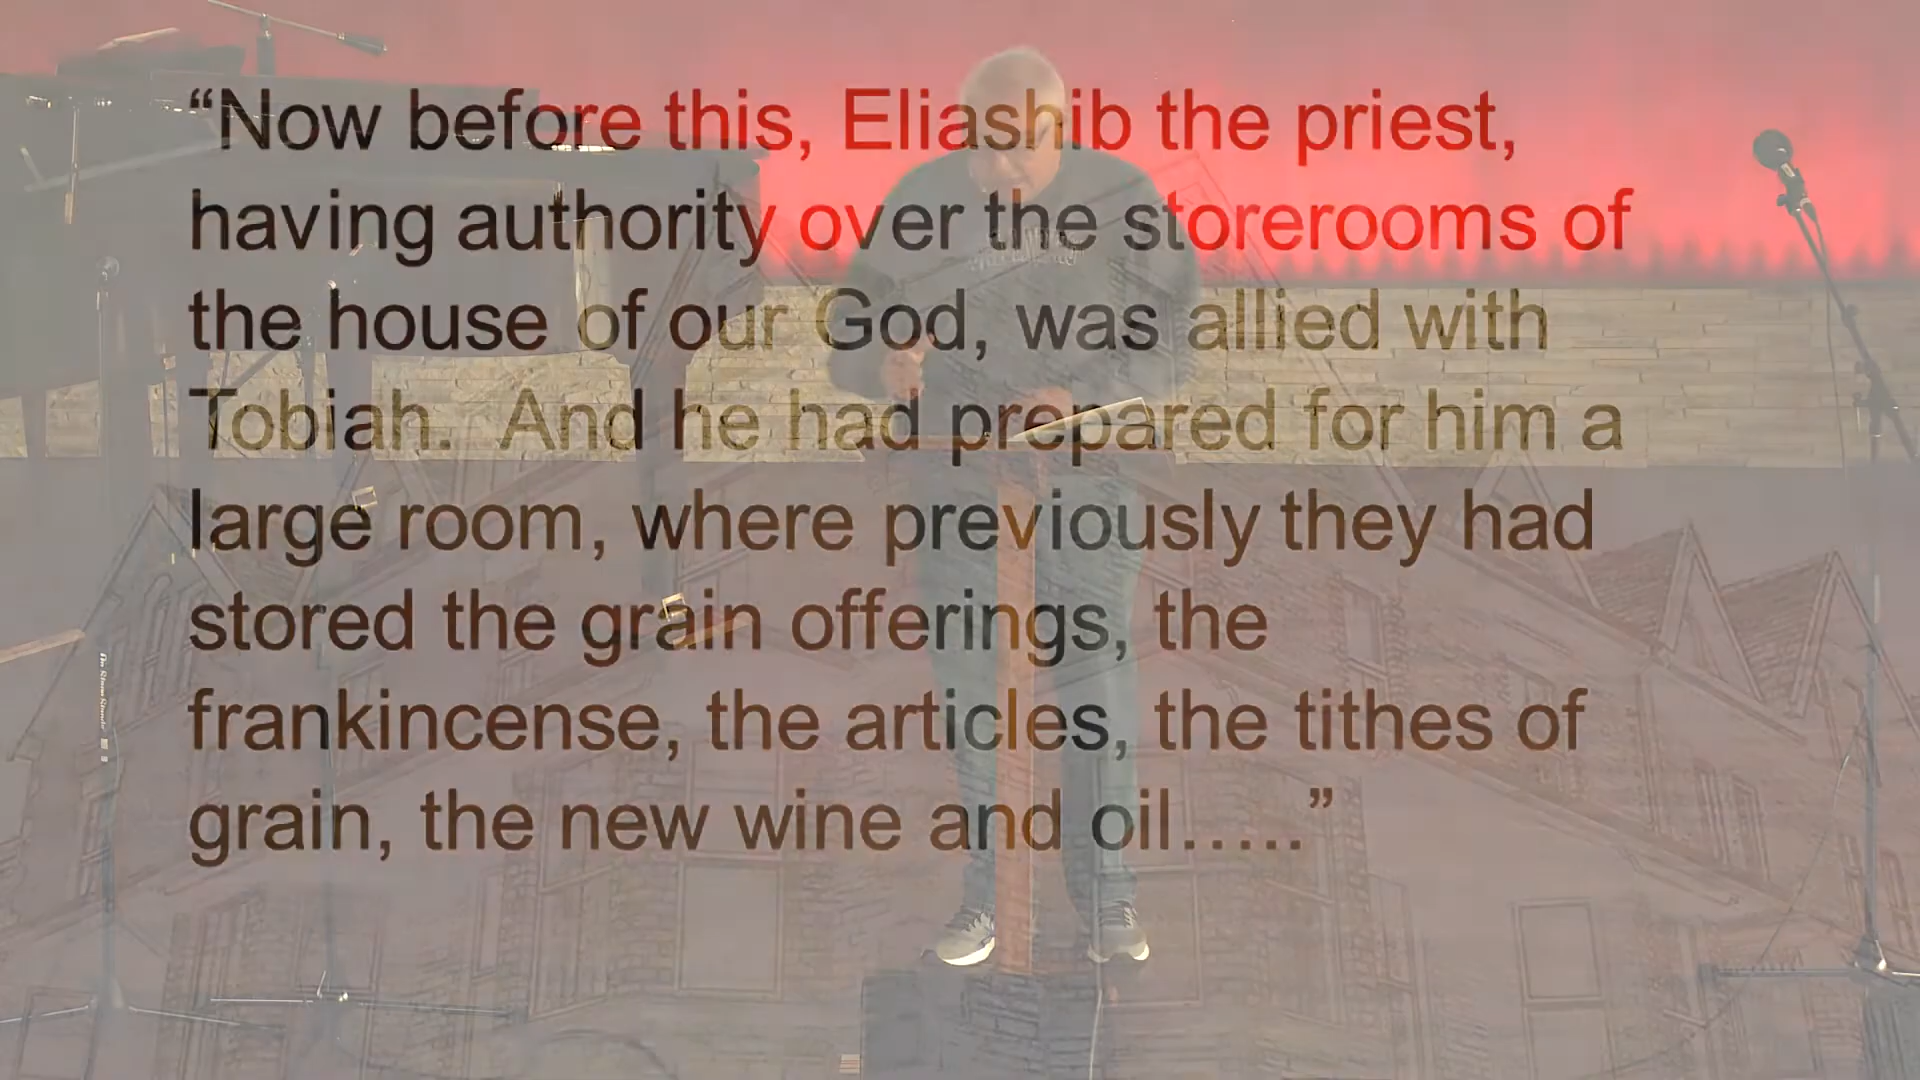 “Now before this, Eliashib the priest,
having authority over the storerooms of
the house of our God, was allied with
Tobiah.  And he had prepared for him a
large room, where previously they had
stored the grain offerings, the
frankincense, the articles, the tithes of
grain, the new wine and oil…..”